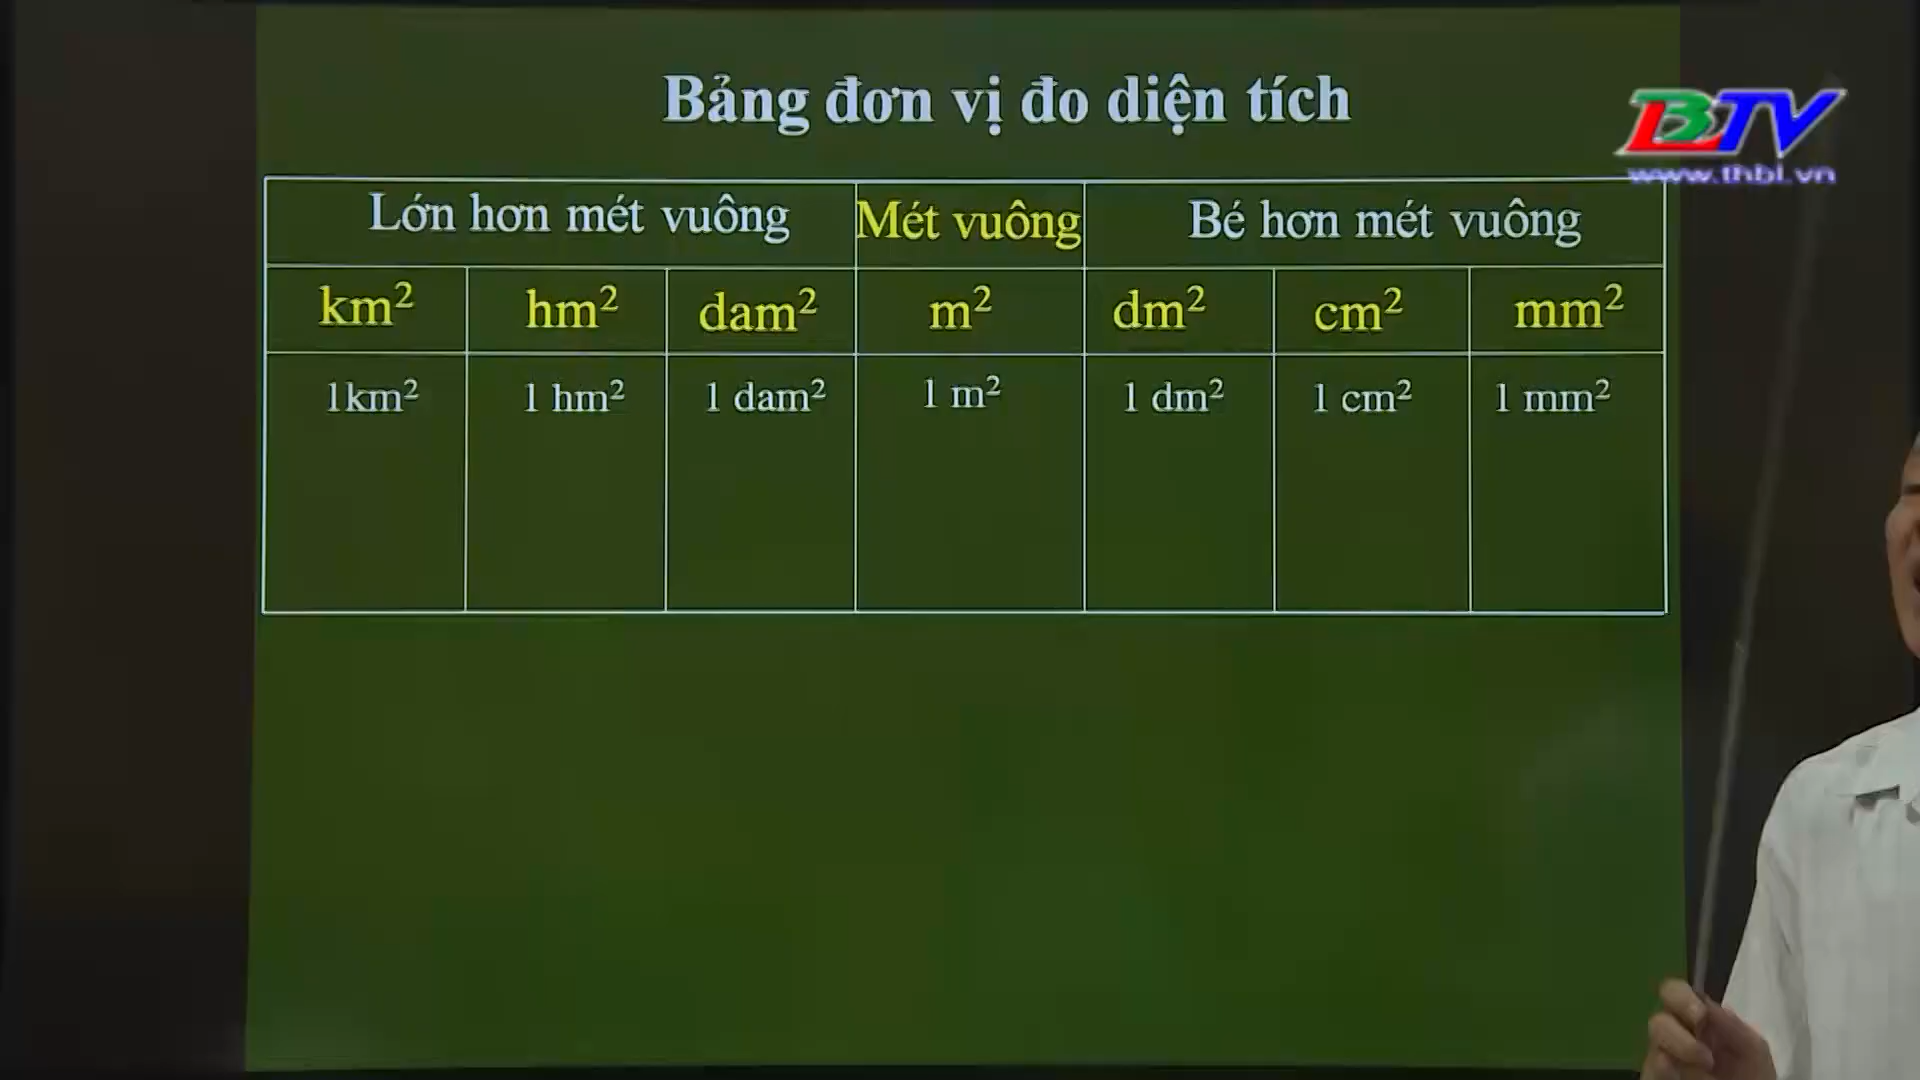 Bảng đơn vị đo diện tích
BTV
www.thbl.vn
Lớn hơn mét vuông Mét vuông Bé hơn mét vuông
km² hm² dam² m² dm² cm² mm²
1km² 1 hm² 1 dam² 1 m² 1 dm² 1 cm² 1 mm²